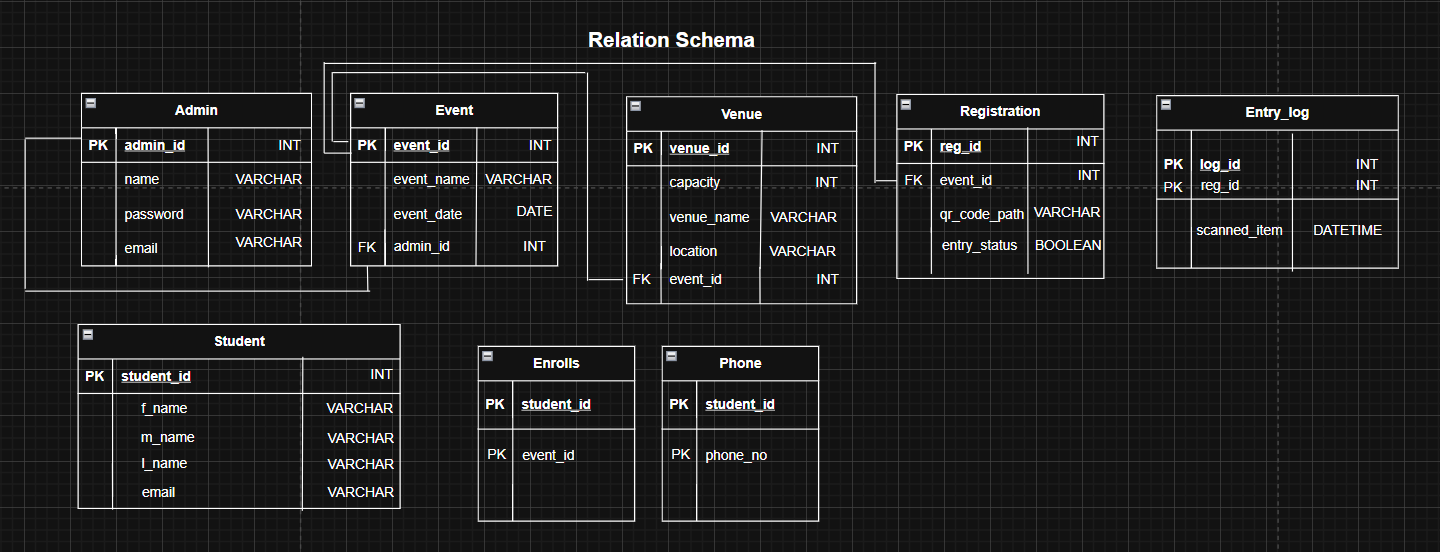 Relation Schema
Admin
PK admin_id INT
name VARCHAR
password VARCHAR
email VARCHAR
Event
PK event_id INT
event_name VARCHAR
event_date DATE
FK admin_id INT
Venue
PK venue_id INT
capacity INT
venue_name VARCHAR
location VARCHAR
FK event_id INT
Registration
PK reg_id INT
FK event_id INT
qr_code_path VARCHAR
entry_status BOOLEAN
Entry_log
PK log_id INT
PK reg_id INT
scanned_item DATETIME
Student
PK student_id INT
f_name VARCHAR
m_name VARCHAR
l_name VARCHAR
email VARCHAR
Enrolls
PK student_id
PK event_id
Phone
PK student_id
PK phone_no